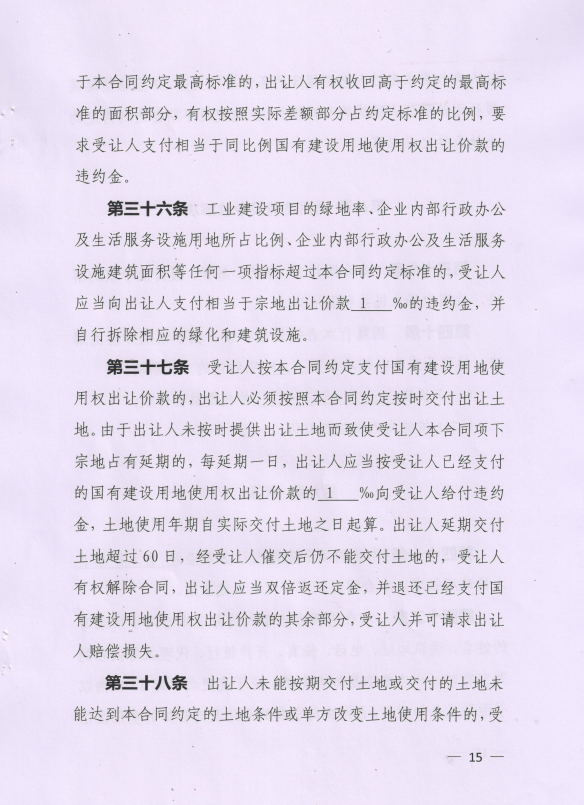 于本合同约定最高标准的，出让人有权收回高于约定的最高标
准的面积部分，有权按照实际差额部分占约定标准的比例，要
求受让人支付相当于同比例国有建设用地使用权出让价款的
违约金。
第三十六条　工业建设项目的绿地率、企业内部行政办公
及生活服务设施用地所占比例、企业内部行政办公及生活服务
设施建筑面积等任何一项指标超过本合同约定标准的，受让人
应当向出让人支付相当于宗地出让价款 1 ‰的违约金，并
自行拆除相应的绿化和建筑设施。
第三十七条　受让人按本合同约定支付国有建设用地使
用权出让价款的，出让人必须按照本合同约定按时交付出让土
地。由于出让人未按时提供出让土地而致使受让人本合同项下
宗地占有延期的，每延期一日，出让人应当按受让人已经支付
的国有建设用地使用权出让价款的 1 ‰向受让人给付违约
金，土地使用年期自实际交付土地之日起算。出让人延期交付
土地超过 60 日，经受让人催交后仍不能交付土地的，受让人
有权解除合同，出让人应当双倍返还定金，并退还已经支付国
有建设用地使用权出让价款的其余部分，受让人并可请求出让
人赔偿损失。
第三十八条　出让人未能按期交付土地或交付的土地未
能达到本合同约定的土地条件或单方改变土地使用条件的，受
— 15 —